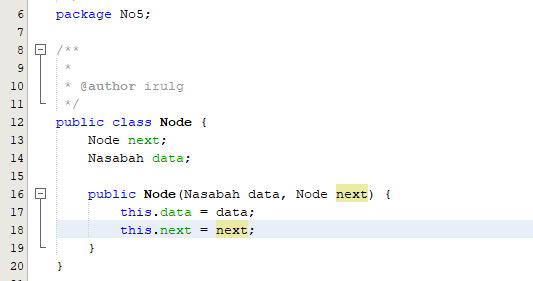 6 package No5;
7
8 /**
9 *
10 * @author irulg
11 */
12 public class Node {
13 Node next;
14 Nasabah data;
15
16 public Node(Nasabah data, Node next) {
17 this.data = data;
18 this.next = next;
19 }
20 }